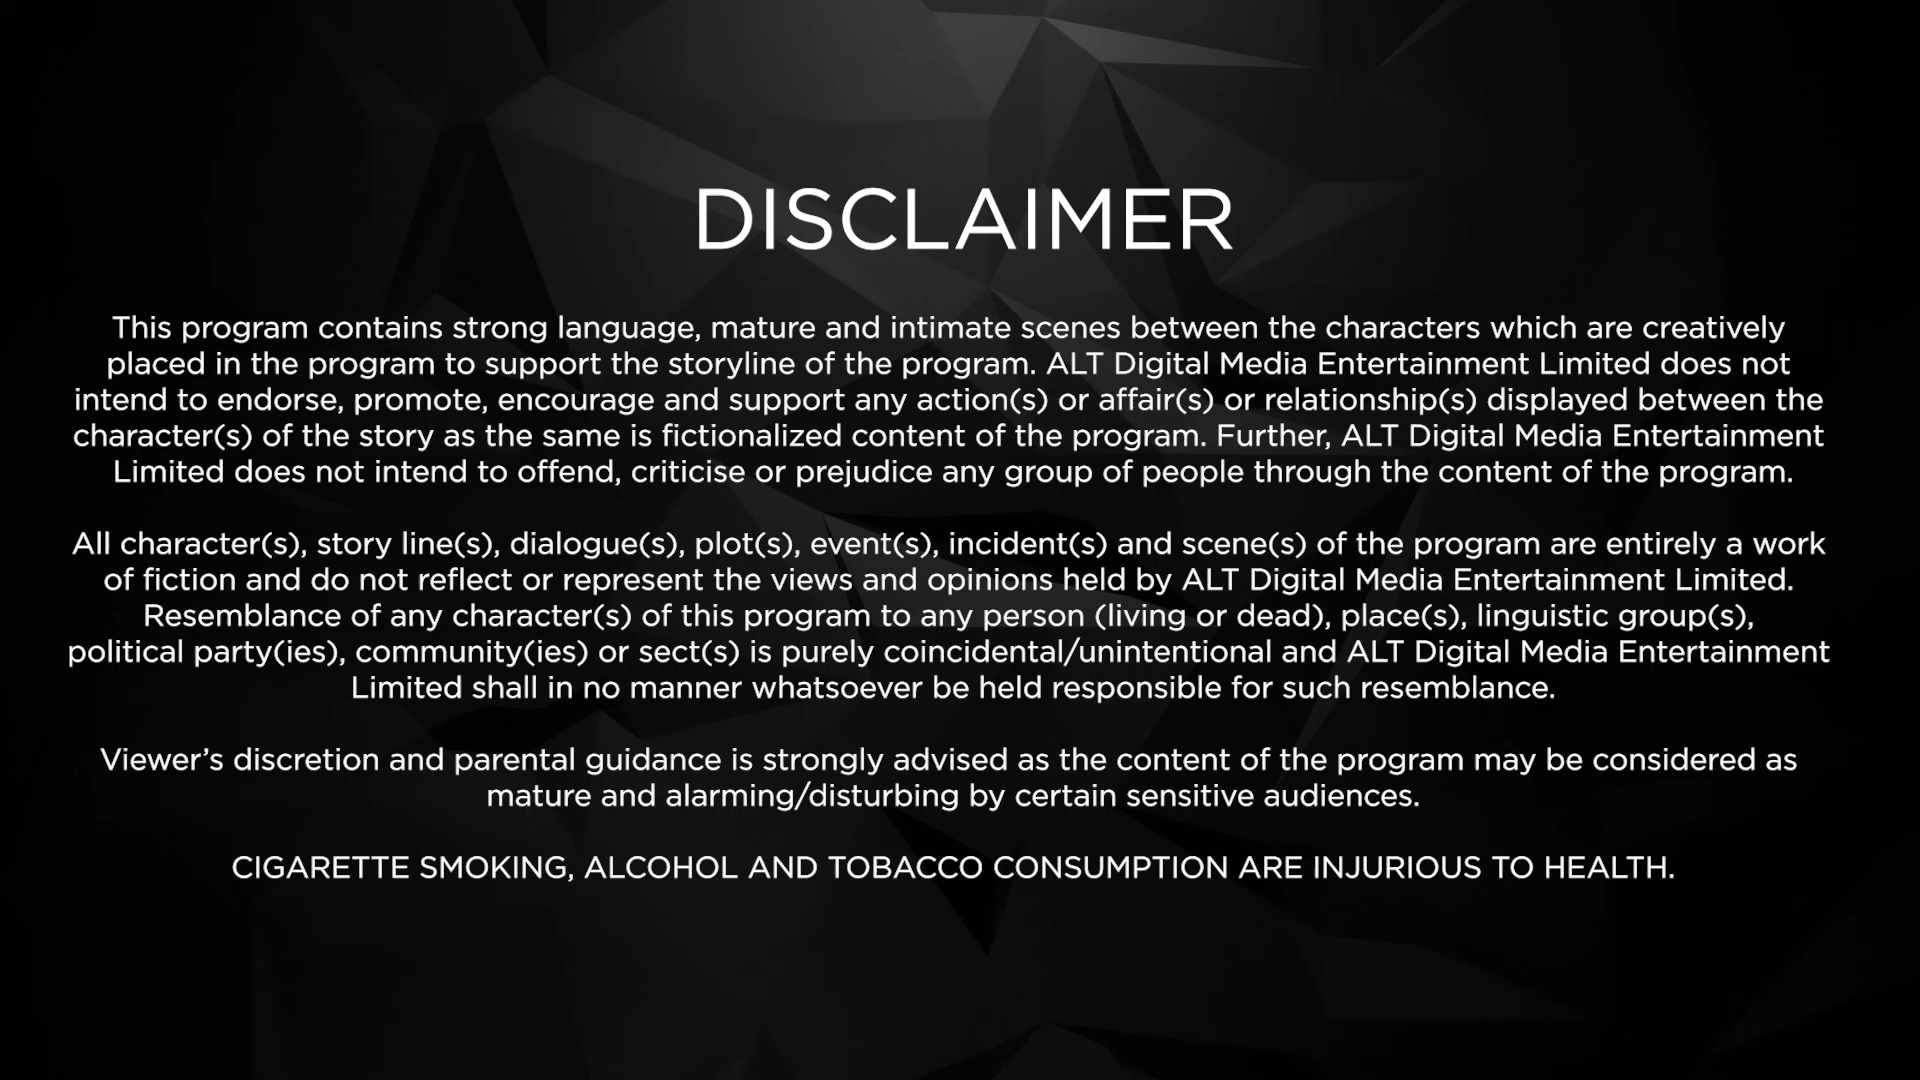 DISCLAIMER
This program contains strong language, mature and intimate scenes between the characters which are creatively
placed in the program to support the storyline of the program. ALT Digital Media Entertainment Limited does not
intend to endorse, promote, encourage and support any action(s) or affair(s) or relationship(s) displayed between the
character(s) of the story as the same is fictionalized content of the program. Further, ALT Digital Media Entertainment
Limited does not intend to offend, criticise or prejudice any group of people through the content of the program.
All character(s), story line(s), dialogue(s), plot(s), event(s), incident(s) and scene(s) of the program are entirely a work
of fiction and do not reflect or represent the views and opinions held by ALT Digital Media Entertainment Limited.
Resemblance of any character(s) of this program to any person (living or dead), place(s), linguistic group(s),
political party(ies), community(ies) or sect(s) is purely coincidental/unintentional and ALT Digital Media Entertainment
Limited shall in no manner whatsoever be held responsible for such resemblance.
Viewer’s discretion and parental guidance is strongly advised as the content of the program may be considered as
mature and alarming/disturbing by certain sensitive audiences.
CIGARETTE SMOKING, ALCOHOL AND TOBACCO CONSUMPTION ARE INJURIOUS TO HEALTH.